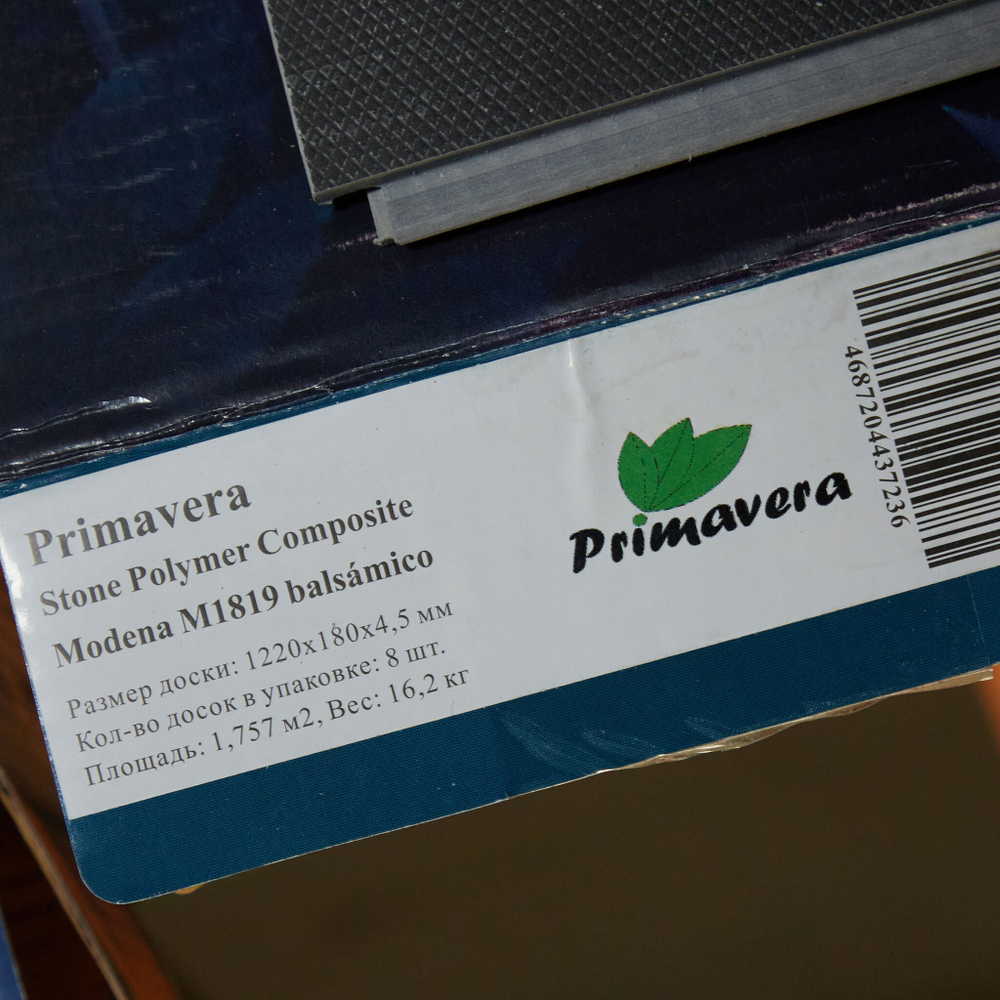 Primavera
Stone Polymer Composite
Modena M1819 balsámico
Размер доски: 1220x180x4,5 мм
Кол-во досок в упаковке: 8 шт.
Площадь: 1,757 м2, Вес: 16,2 кг
Primavera
4687204437236